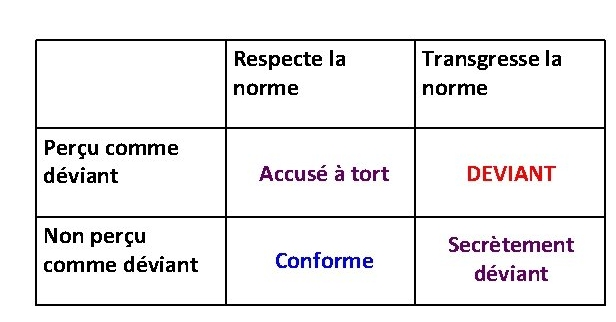 Respecte la
norme
Transgresse la
norme
Perçu comme
déviant
Accusé à tort
DEVIANT
Non perçu
comme déviant
Conforme
Secrètement
déviant